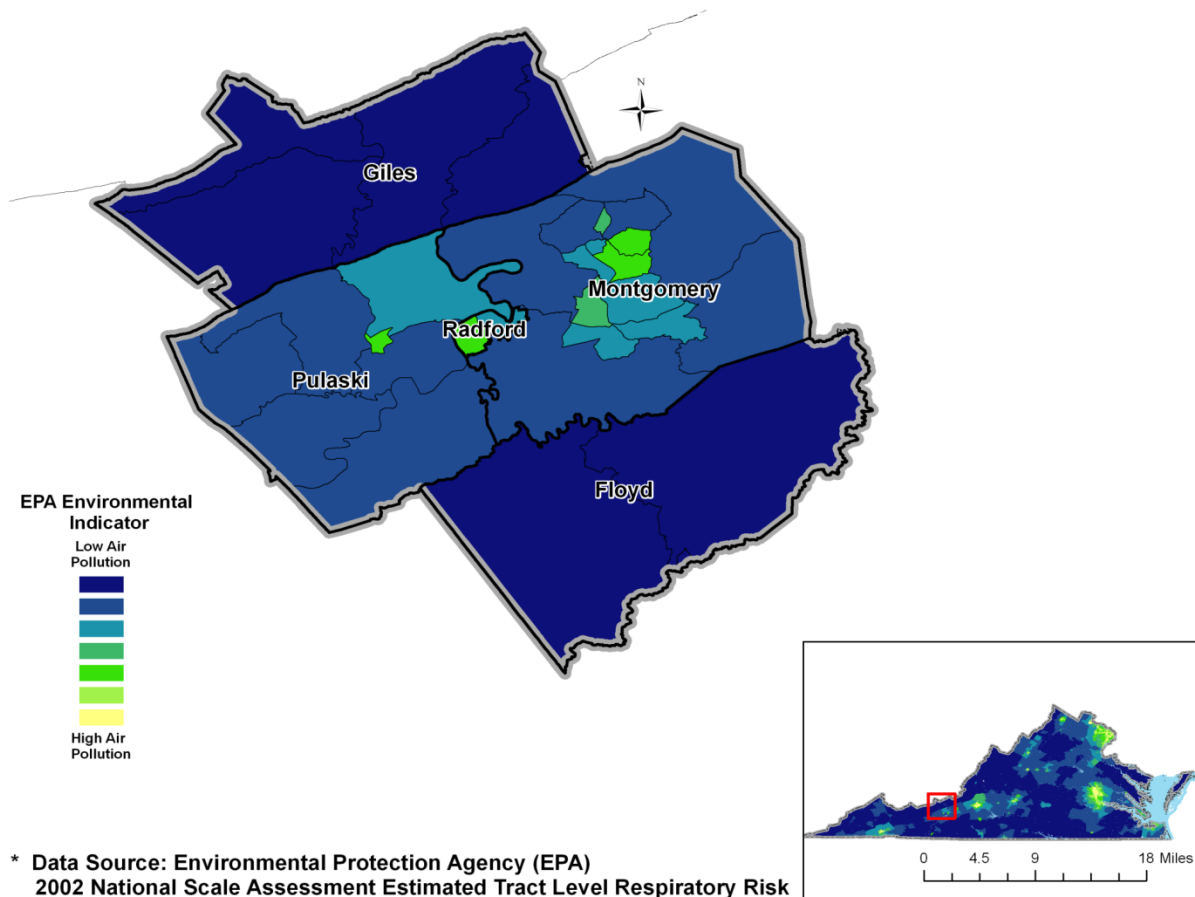 N
Giles
Montgomery
Radford
Pulaski
Floyd
EPA Environmental
Indicator
Low Air
Pollution
High Air
Pollution
0 4.5 9 18 Miles
* Data Source: Environmental Protection Agency (EPA)
2002 National Scale Assessment Estimated Tract Level Respiratory Risk